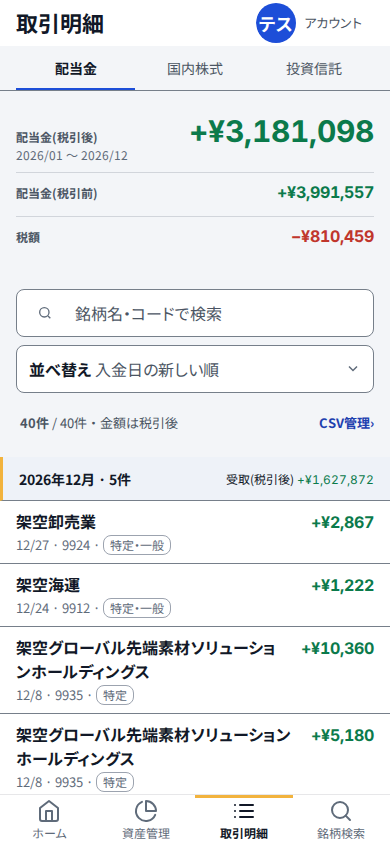 取引明細
テス アカウント
配当金 国内株式 投資信託
配当金(税引後) +¥3,181,098
2026/01 〜 2026/12
配当金(税引前) +¥3,991,557
税額 −¥810,459
銘柄名・コードで検索
並べ替え 入金日の新しい順
40件 / 40件・金額は税引後 CSV管理›
2026年12月・5件 受取(税引後) +¥1,627,872
架空卸売業 +¥2,867
12/27・9924・特定・一般
架空海運 +¥1,222
12/24・9912・特定・一般
架空グローバル先端素材ソリューショ +¥10,360
ンホールディングス
12/8・9935・特定
架空グローバル先端素材ソリューション +¥5,180
ホールディングス
12/8・9935・特定
ホーム 資産管理 取引明細 銘柄検索